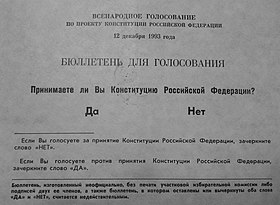 ВСЕНАРОДНОЕ ГОЛОСОВАНИЕ
ПО ПРОЕКТУ КОНСТИТУЦИИ РОССИЙСКОЙ ФЕДЕРАЦИИ
12 декабря 1993 года
БЮЛЛЕТЕНЬ ДЛЯ ГОЛОСОВАНИЯ
Принимаете ли Вы Конституцию Российской Федерации?
Да Нет
Если Вы голосуете за принятие Конституции Российской Федерации, зачеркните
слово «НЕТ».
Если Вы голосуете против принятия Конституции Российской Федерации,
зачеркните слово «ДА».
Бюллетень, изготовленный неофициально, без печати участковой избирательной комиссии либо
подписей двух ее членов, а также бюллетень, в котором оставлены или вычеркнуты оба слова
«ДА» и «НЕТ», считается недействительным.